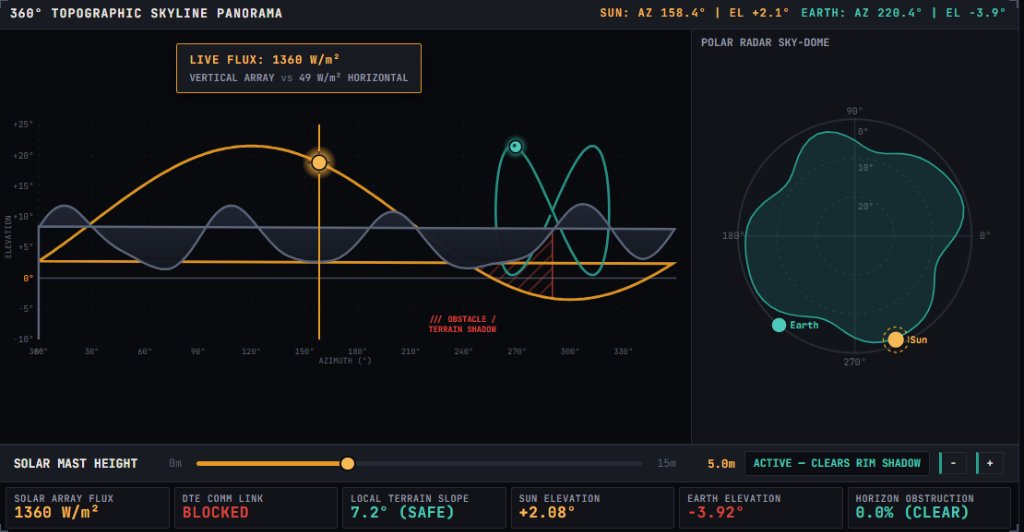 360° TOPOGRAPHIC SKYLINE PANORAMA
SUN: AZ 158.4° | EL +2.1° EARTH: AZ 220.4° | EL -3.9°
LIVE FLUX: 1360 W/m²
VERTICAL ARRAY vs 49 W/m² HORIZONTAL
+25°
+20°
+15°
+10°
+5°
0°
-5°
-10°
ELEVATION
/// OBSTACLE /
TERRAIN SHADOW
30° 60° 90° 120° 150° 180° 210° 240° 270° 300° 330°
AZIMUTH (°)
POLAR RADAR SKY-DOME
90°
0°
10°
20°
180°
0°
Earth
Sun
270°
SOLAR MAST HEIGHT
0m
15m
5.0m
ACTIVE — CLEARS RIM SHADOW
-
+
SOLAR ARRAY FLUX
1360 W/m²
DTE COMM LINK
BLOCKED
LOCAL TERRAIN SLOPE
7.2° (SAFE)
SUN ELEVATION
+2.08°
EARTH ELEVATION
-3.92°
HORIZON OBSTRUCTION
0.0% (CLEAR)